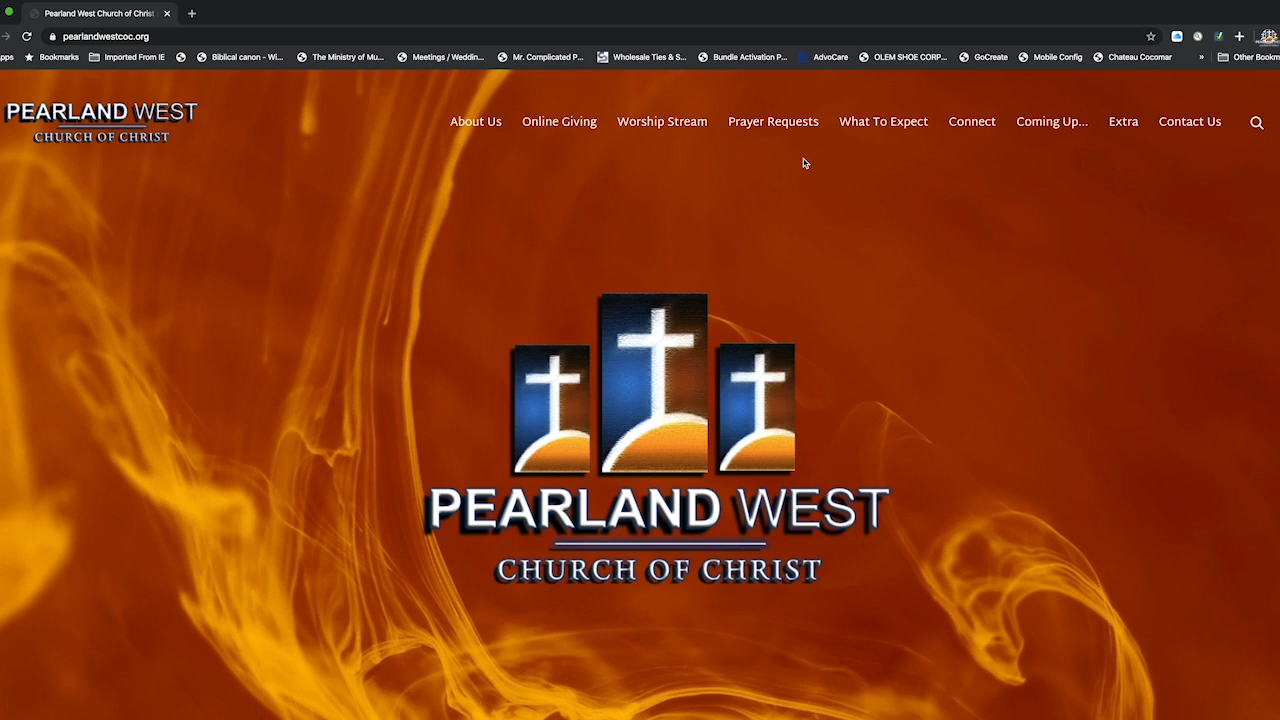 Pearland West Church of Christ
pearlandwestcoc.org
pps Bookmarks Imported From IE Biblical canon - Wi... The Ministry of Mu... Meetings / Weddin... Mr. Complicated P... Wholesale Ties & S... Bundle Activation P... AdvoCare OLEM SHOE CORP... GoCreate Mobile Config Chateau Cocomar » Other Bookm
PEARLAND WEST
CHURCH OF CHRIST
About Us Online Giving Worship Stream Prayer Requests What To Expect Connect Coming Up... Extra Contact Us
PEARLAND WEST
CHURCH OF CHRIST